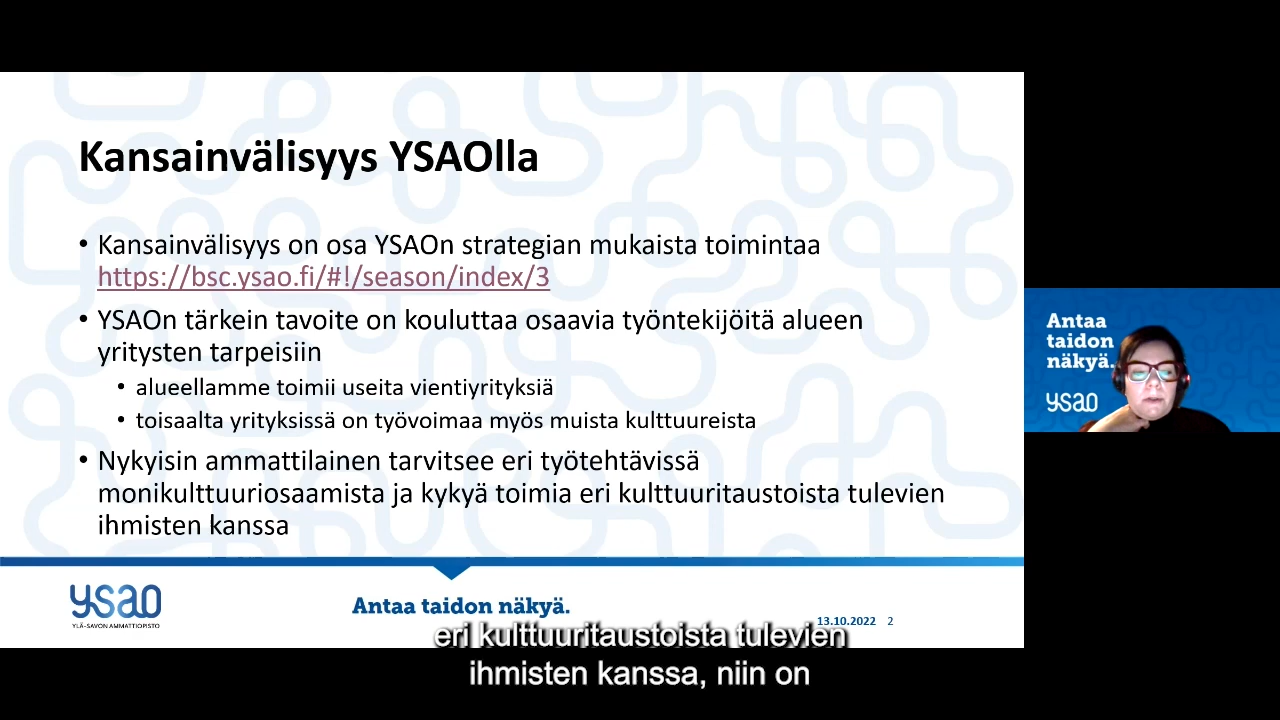 Kansainvälisyys YSAOlla
• Kansainvälisyys on osa YSAOn strategian mukaista toimintaa
https://bsc.ysao.fi/#!/season/index/3
• YSAOn tärkein tavoite on kouluttaa osaavia työntekijöitä alueen
yritysten tarpeisiin
• alueellamme toimii useita vientiyrityksiä
• toisaalta yrityksissä on työvoimaa myös muista kulttuureista
• Nykyisin ammattilainen tarvitsee eri työtehtävissä
monikulttuuriosaamista ja kykyä toimia eri kulttuuritaustoista tulevien
ihmisten kanssa
ysao
YLÄ-SAVON AMMATTIOPISTO
Antaa taidon näkyä.
13.10.2022 2
eri kulttuuritaustoista tulevien
ihmisten kanssa, niin on
Antaa
taidon
näkyä.
ysao